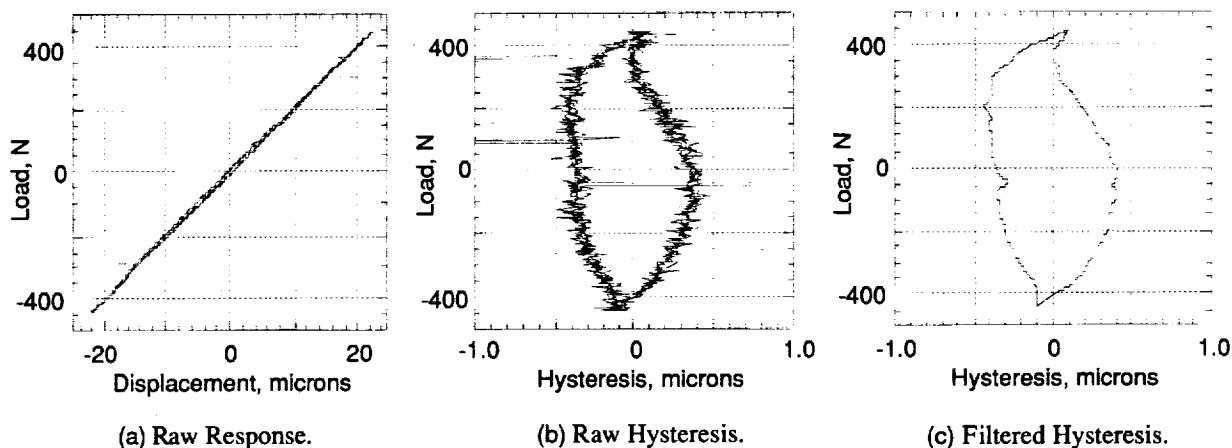 Load, N
400
0
-400
-20
0
20
Displacement, microns
(a) Raw Response.
Load, N
400
0
-400
-1.0
0
1.0
Hysteresis, microns
(b) Raw Hysteresis.
Load, N
400
0
-400
-1.0
0
1.0
Hysteresis, microns
(c) Filtered Hysteresis.